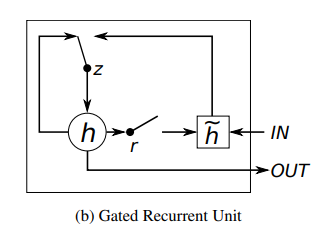 z
h
r
h̃
IN
OUT
(b) Gated Recurrent Unit